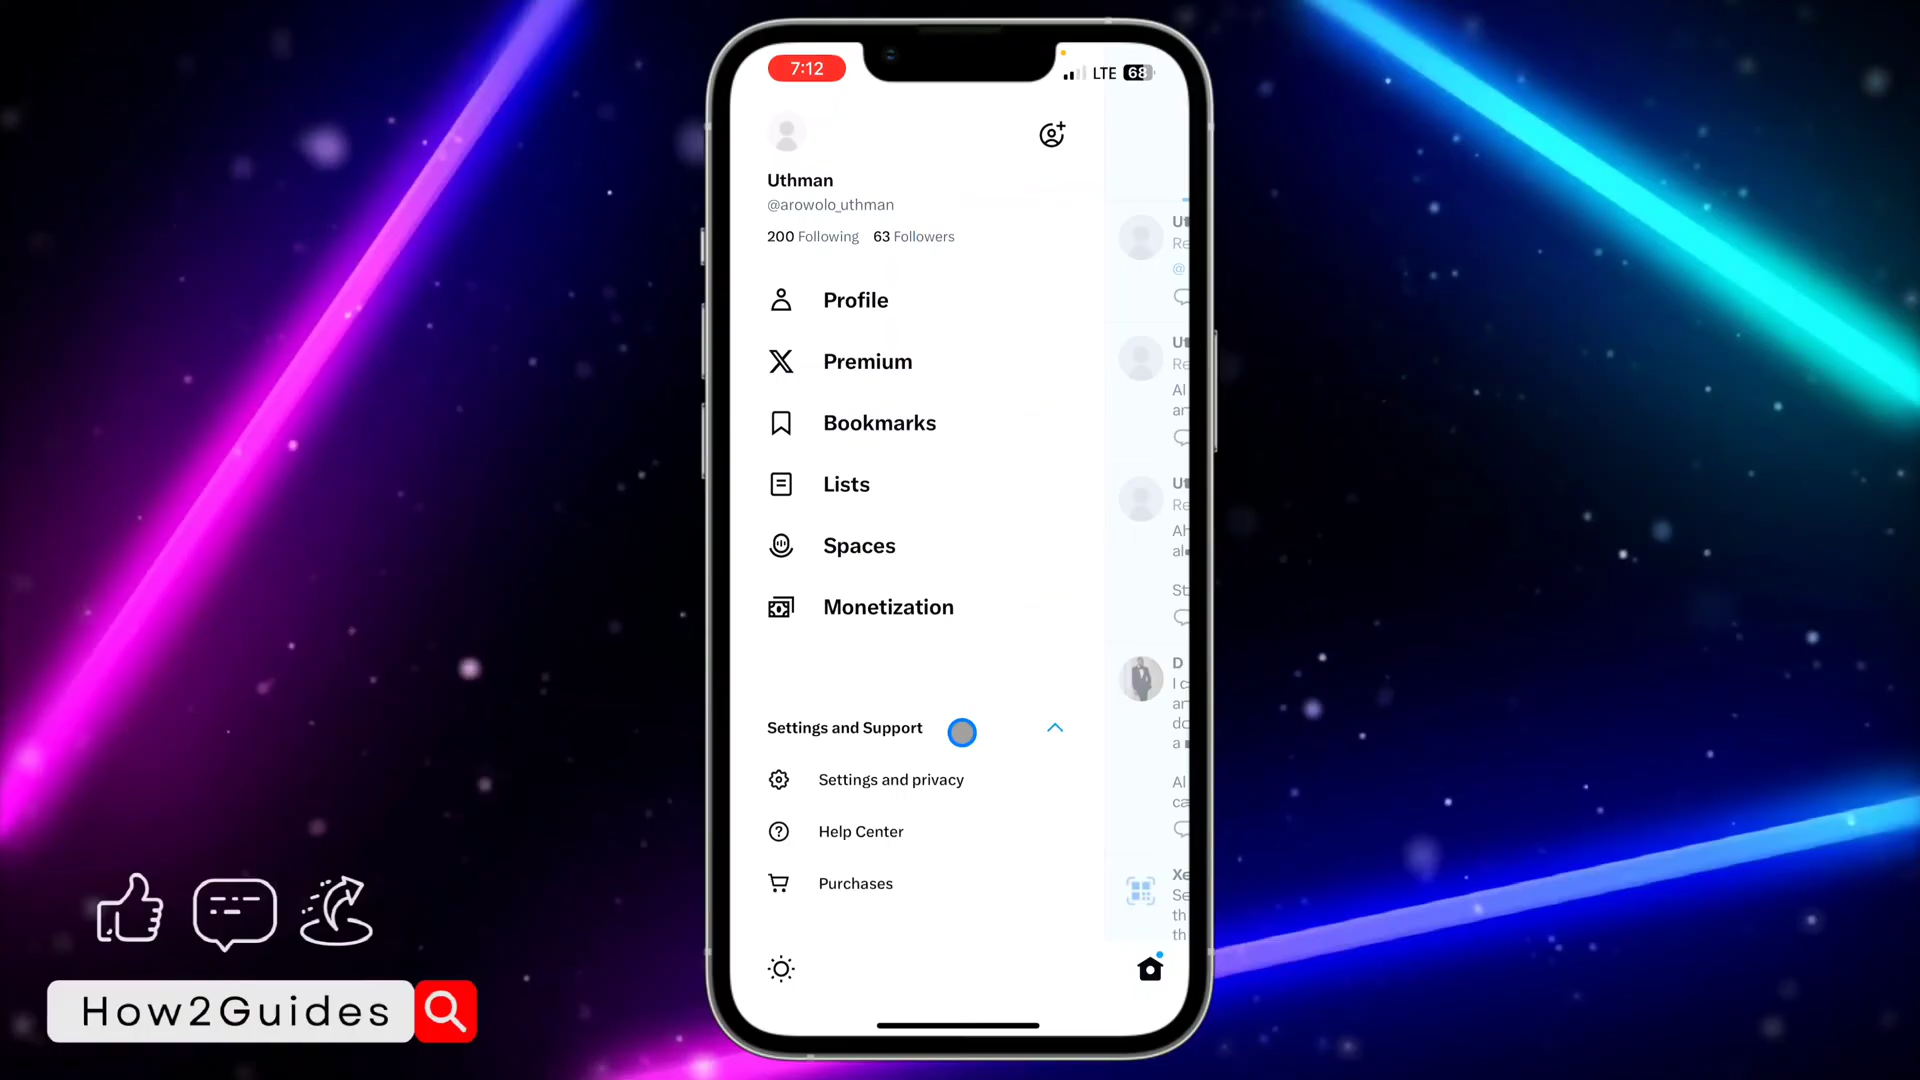 7:12
LTE 68
Uthman
@arowolo_uthman
200 Following 63 Followers
Profile
Premium
Bookmarks
Lists
Spaces
Monetization
Settings and Support
Settings and privacy
Help Center
Purchases
@
St
D
a
How2Guides